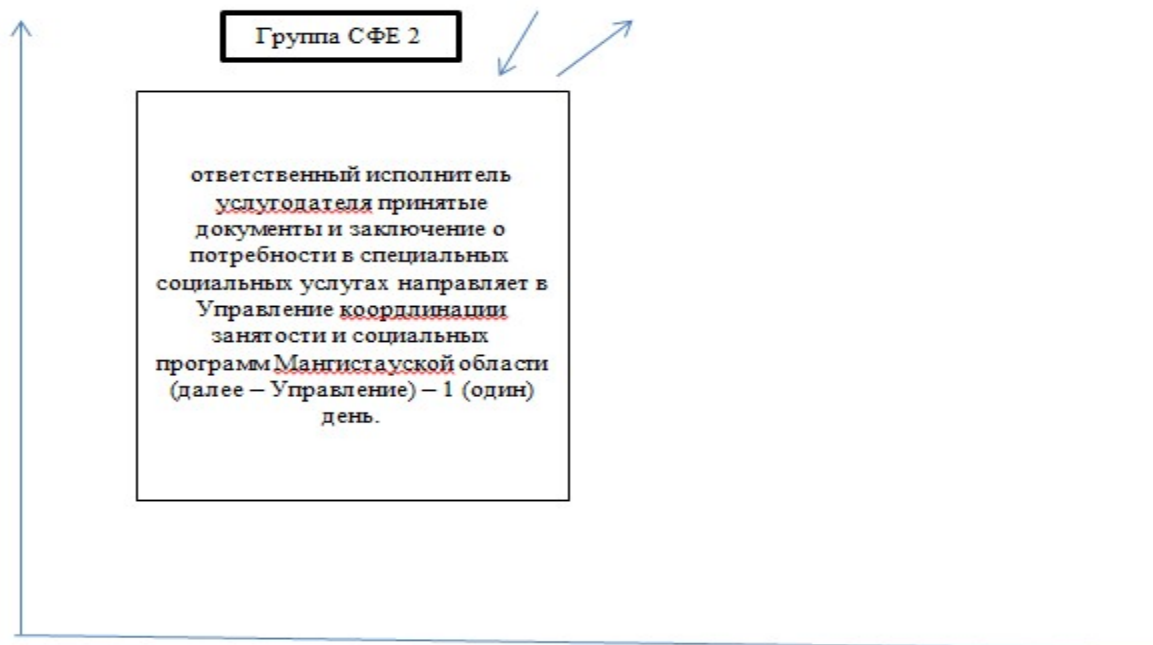 Группа СФЕ 2
ответственный исполнитель
услугодателя принятые
документы и заключение о
потребности в специальных
социальных услугах направляет в
Управление коордлинации
занятости и социальных
программ Мангистауской области
(далее – Управление) – 1 (один)
день.